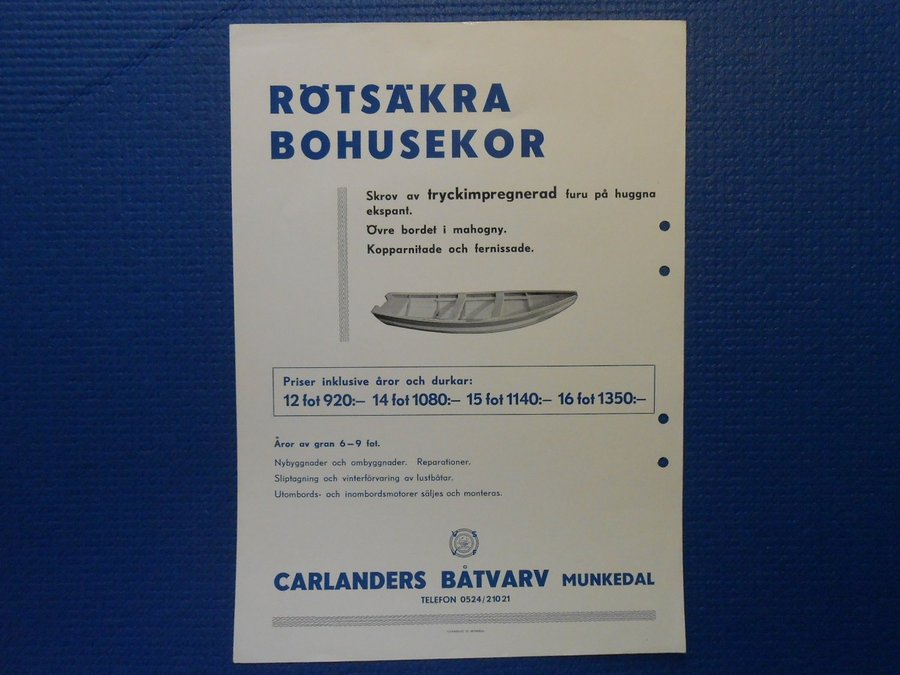 RÖTSÄKRA
BOHUSEKOR
Skrov av tryckimpregnerad furu på huggna
ekspant.
Övre bordet i mahogny.
Kopparnitade och fernissade.
Priser inklusive åror och durkar:
12 fot 920:– 14 fot 1080:– 15 fot 1140:– 16 fot 1350:–
Åror av gran 6–9 fot.
Nybyggnader och ombyggnader. Reparationer.
Sliptagning och vinterförvaring av lustbåtar.
Utombords- och inombordsmotorer säljes och monteras.
CARLANDERS BÅTVARV MUNKEDAL
TELEFON 0524/21021